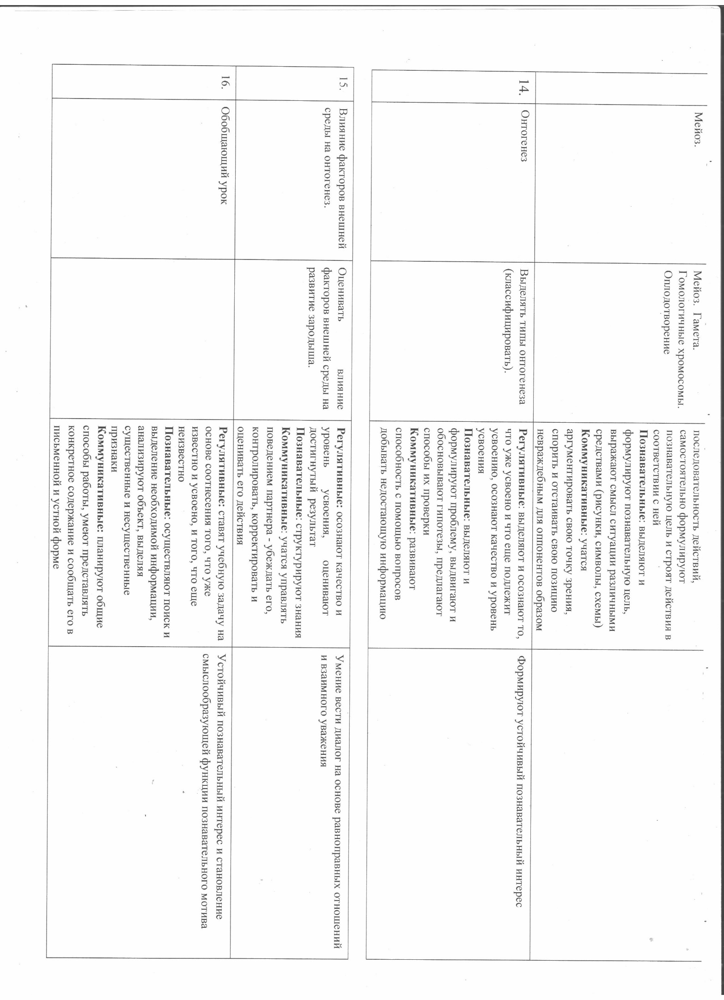 Мейоз.
Мейоз. Гамета.
Гомологичные хромосомы.
Оплодотворение
последовательность действий,
самостоятельно формулируют
познавательную цель и строят действия в
соответствии с ней
Познавательные: выделяют и
формулируют познавательную цель,
выражают смысл ситуации различными
средствами (рисунки, символы, схемы)
Коммуникативные: учатся
аргументировать свою точку зрения,
спорить и отстаивать свою позицию
невраждебным для оппонентов образом
14.
Онтогенез
Выделять типы онтогенеза
(классифицировать).
Регулятивные: выделяют и осознают то,
что уже усвоено и что еще подлежит
усвоению, осознают качество и уровень
усвоения
Познавательные: выделяют и
формулируют проблему, выдвигают и
обосновывают гипотезы, предлагают
способы их проверки
Коммуникативные: развивают
способность с помощью вопросов
добывать недостающую информацию
Формируют устойчивый познавательный интерес
15.
Влияние факторов внешней
среды на онтогенез.
Оценивать влияние
факторов внешней среды на
развитие зародыша.
Регулятивные: осознают качество и
уровень усвоения, оценивают
достигнутый результат
Познавательные: структурируют знания
Коммуникативные: учатся управлять
поведением партнера - убеждать его,
контролировать, корректировать и
оценивать его действия
Умение вести диалог на основе равноправных отношений
и взаимного уважения
16.
Обобщающий урок
Регулятивные: ставят учебную задачу на
основе соотнесения того, что уже
известно и усвоено, и того, что еще
неизвестно
Познавательные: осуществляют поиск и
выделение необходимой информации,
анализируют объект, выделя
существенные и несущественные
признаки
Коммуникативные: планируют общие
способы работы, умеют представлять
конкретное содержание и сообщать его в
письменной и устной форме
Устойчивый познавательный интерес и становление
смыслообразующей функции познавательного мотива